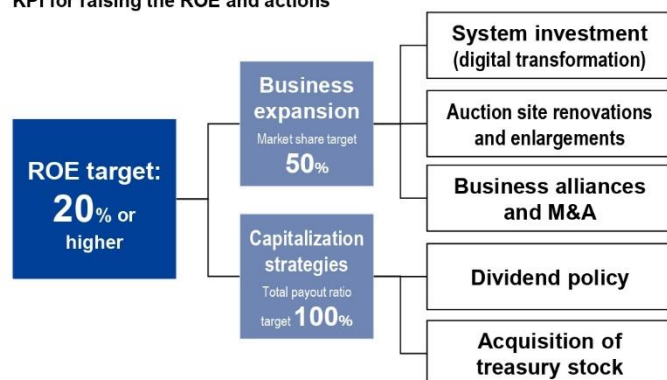 KPI for raising the ROE and actions
ROE target:
20% or
higher
Business
expansion
Market share target
50%
Capitalization
strategies
Total payout ratio
target 100%
System investment
(digital transformation)
Auction site renovations
and enlargements
Business alliances
and M&A
Dividend policy
Acquisition of
treasury stock